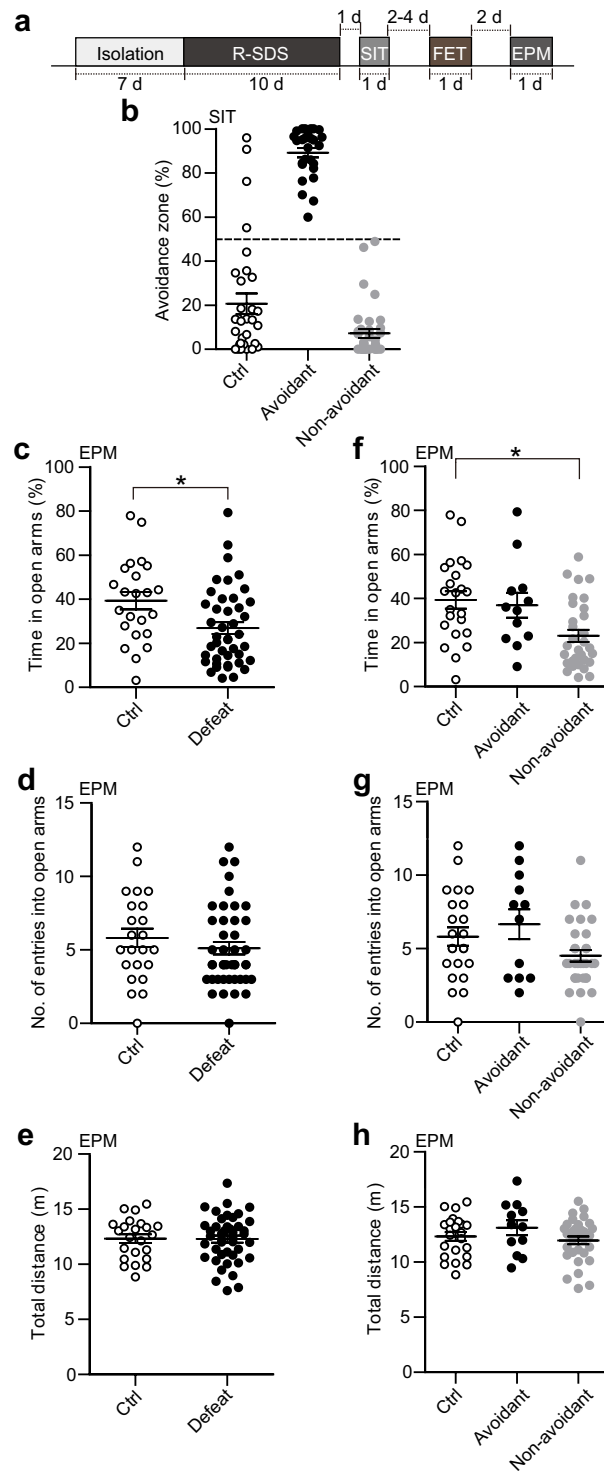 a
1 d 2-4 d 2 d
Isolation R-SDS SIT FET EPM
7 d 10 d 1 d 1 d 1 d
b
SIT
Avoidance zone (%)
100
80
60
40
20
0
Ctrl Avoidant Non-avoidant
c
EPM
Time in open arms (%)
100
80
60
40
20
0
*
Ctrl Defeat
f
EPM
Time in open arms (%)
100
80
60
40
20
0
*
Ctrl Avoidant Non-avoidant
d
EPM
No. of entries into open arms
15
10
5
0
Ctrl Defeat
g
EPM
No. of entries into open arms
15
10
5
0
Ctrl Avoidant Non-avoidant
e
EPM
Total distance (m)
20
15
10
5
0
Ctrl Defeat
h
EPM
Total distance (m)
20
15
10
5
0
Ctrl Avoidant Non-avoidant